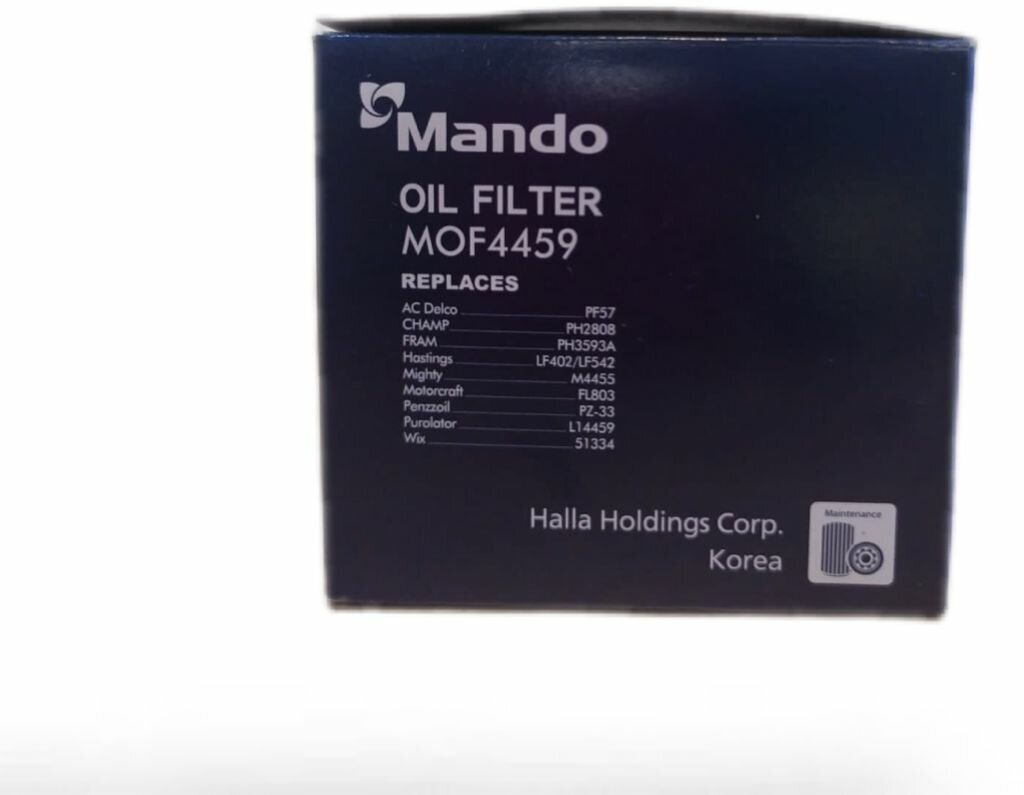 Mando
OIL FILTER
MOF4459
REPLACES
AC Delco PF57
CHAMP PH2808
FRAM PH3593A
Hastings LF402/LF542
Mighty M4455
Motorcraft FL803
Penzzoil PZ-33
Purolator L14459
Wix 51334
Halla Holdings Corp.
Korea
Maintenance